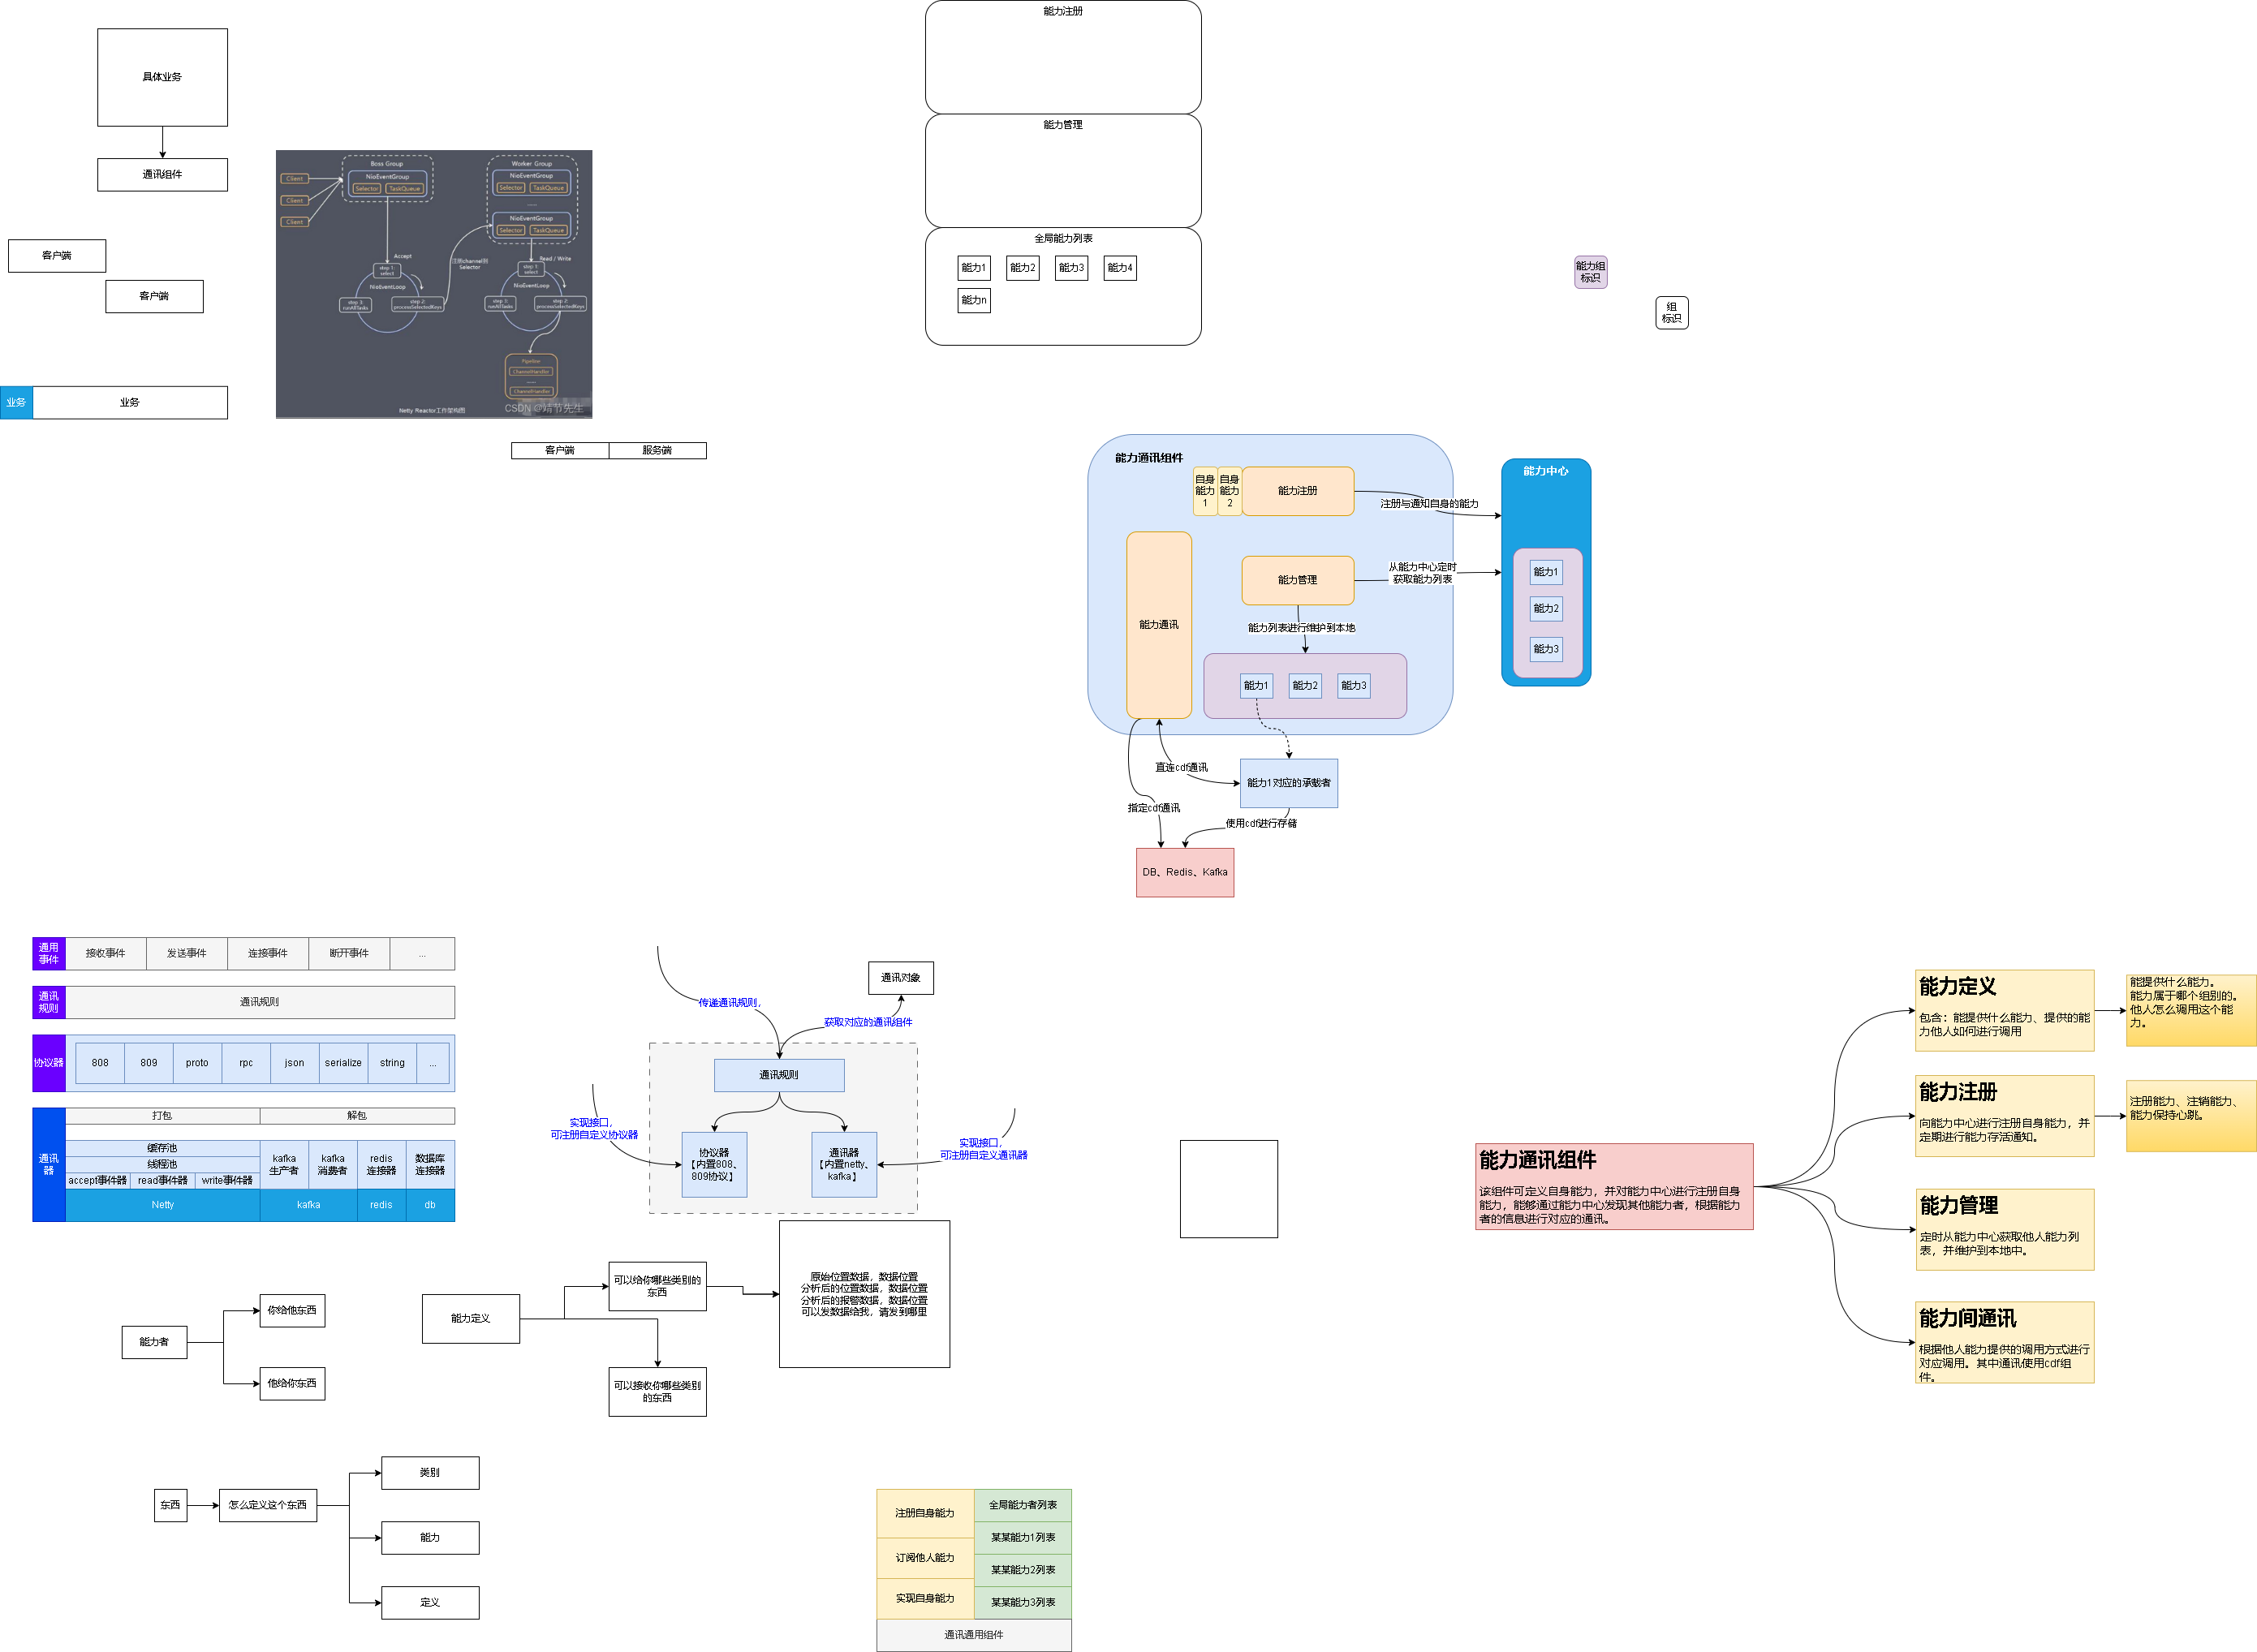 能力注册
具体业务
能力管理
通讯组件
Boss Group
NioEventGroup
Selector
TaskQueue
Client
Client
Client
Worker Group
NioEventGroup
Selector
TaskQueue
......
NioEventGroup
Selector
TaskQueue
Accept
注册channel到
Selector
Read / Write
step 1:
select
NioEventLoop
step 3:
runAllTasks
step 2:
processSelectedKeys
step 1:
select
NioEventLoop
step 3:
runAllTasks
step 2:
processSelectedKeys
Pipeline
ChannelHandler
......
ChannelHandler
Netty Reactor工作架构图
CSDN @靖节先生
客户端
客户端
业务
业务
客户端
服务端
全局能力列表
能力1
能力2
能力3
能力4
能力n
能力组
标识
组
标识
能力通讯组件
自身
能力
1
自身
能力
2
能力注册
注册与通知自身的能力
能力中心
能力通讯
能力管理
从能力中心定时
获取能力列表
能力1
能力2
能力3
能力列表进行维护到本地
能力1
能力2
能力3
直连cdf通讯
能力1对应的承载者
指定cdf通讯
使用cdf进行存储
DB、Redis、Kafka
通用
事件
接收事件
发送事件
连接事件
断开事件
...
通讯
规则
通讯规则
协议器
808
809
proto
rpc
json
serialize
string
...
通讯
器
打包
解包
缓存池
线程池
accept事件器
read事件器
write事件器
kafka
生产者
kafka
消费者
redis
连接器
数据库
连接器
Netty
kafka
redis
db
通讯对象
传递通讯规则,
获取对应的通讯组件
通讯规则
实现接口,
可注册自定义协议器
协议器
【内置808、
809协议】
通讯器
【内置netty、
kafka】
实现接口,
可注册自定义通讯器
能力定义
包含：能提供什么能力、提供的能
力他人如何进行调用
能提供什么能力。
能力属于哪个组别的。
他人怎么调用这个能
力。
能力注册
向能力中心进行注册自身能力，并
定期进行能力存活通知。
注册能力、注销能力、
能力保持心跳。
能力通讯组件
该组件可定义自身能力，并对能力中心进行注册自身
能力，能够通过能力中心发现其他能力者，根据能力
者的信息进行对应的通讯。
能力管理
定时从能力中心获取他人能力列
表，并维护到本地中。
能力间通讯
根据他人能力提供的调用方式进行
对应调用。其中通讯使用cdf组
件。
能力者
你给他东西
他给你东西
能力定义
可以给你哪些类别的
东西
可以接收你哪些类别
的东西
原始位置数据，数据位置
分析后的位置数据，数据位置
分析后的报警数据，数据位置
可以发数据给我，请发到哪里
东西
怎么定义这个东西
类别
能力
定义
注册自身能力
订阅他人能力
实现自身能力
全局能力者列表
某某能力1列表
某某能力2列表
某某能力3列表
通讯通用组件